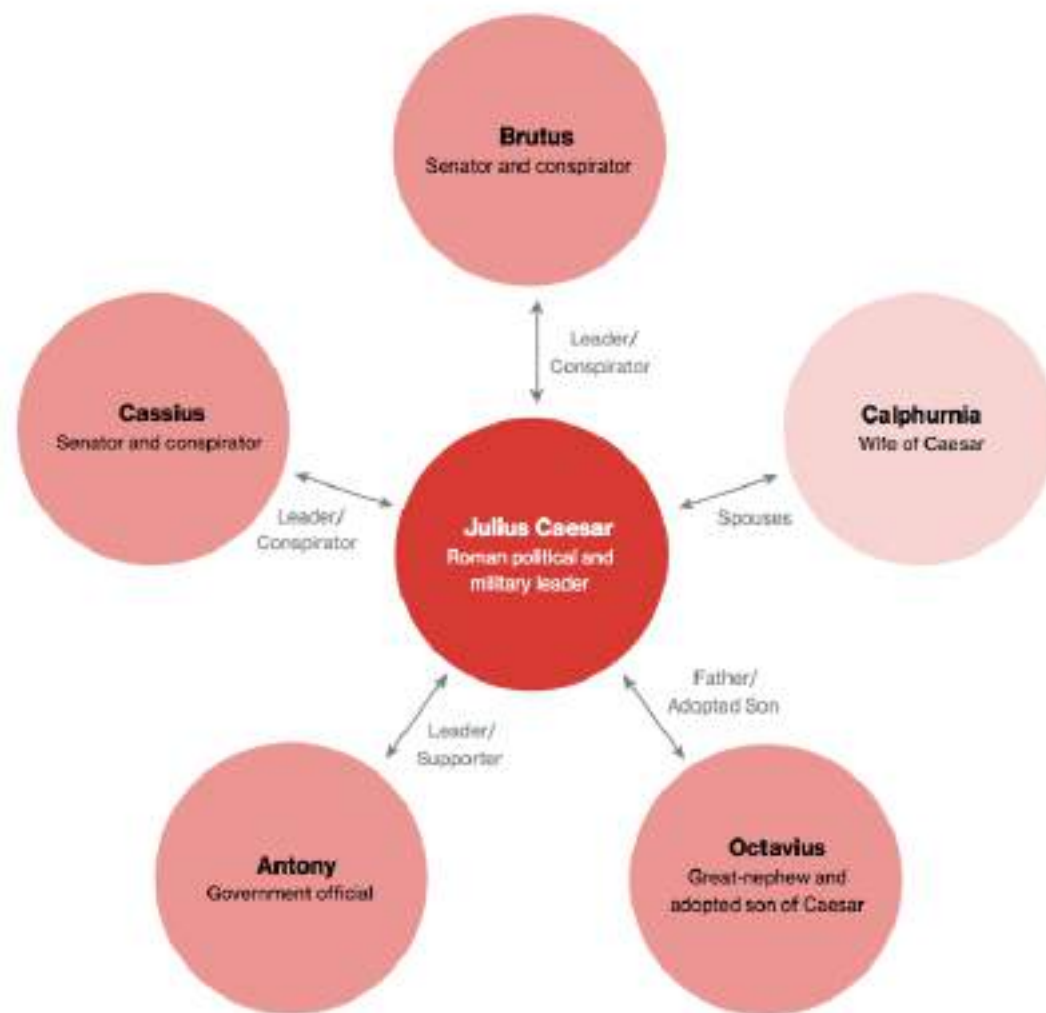 Brutus
Senator and conspirator
Leader/
Conspirator
Cassius
Senator and conspirator
Calphurnia
Wife of Caesar
Leader/
Conspirator
Julius Caesar
Roman political and
military leader
Spouses
Father/
Adopted Son
Leader/
Supporter
Antony
Government official
Octavius
Great-nephew and
adopted son of Caesar